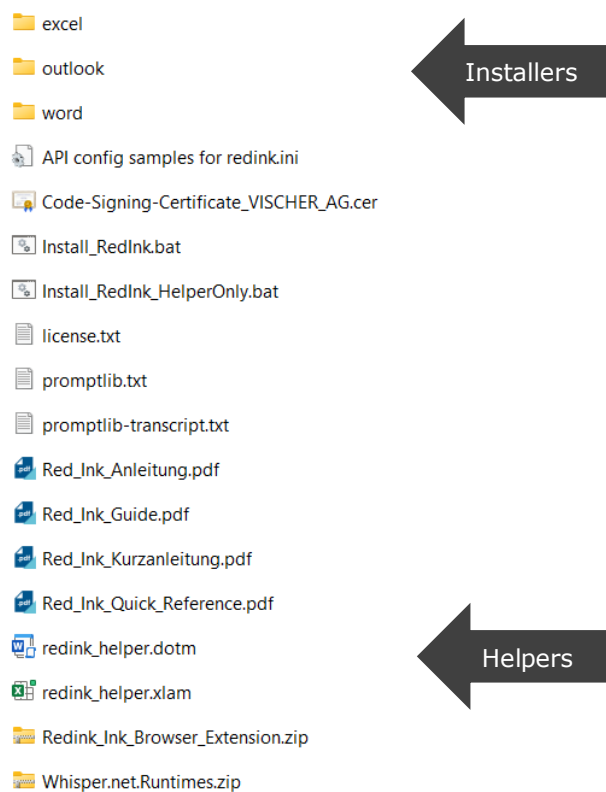 excel
outlook
Installers
word
API config samples for redink.ini
Code-Signing-Certificate_VISCHER_AG.cer
Install_RedInk.bat
Install_RedInk_HelperOnly.bat
license.txt
promptlib.txt
promptlib-transcript.txt
Red_Ink_Anleitung.pdf
Red_Ink_Guide.pdf
Red_Ink_Kurzanleitung.pdf
Red_Ink_Quick_Reference.pdf
redink_helper.dotm
Helpers
redink_helper.xlam
Redink_Ink_Browser_Extension.zip
Whisper.net.Runtimes.zip